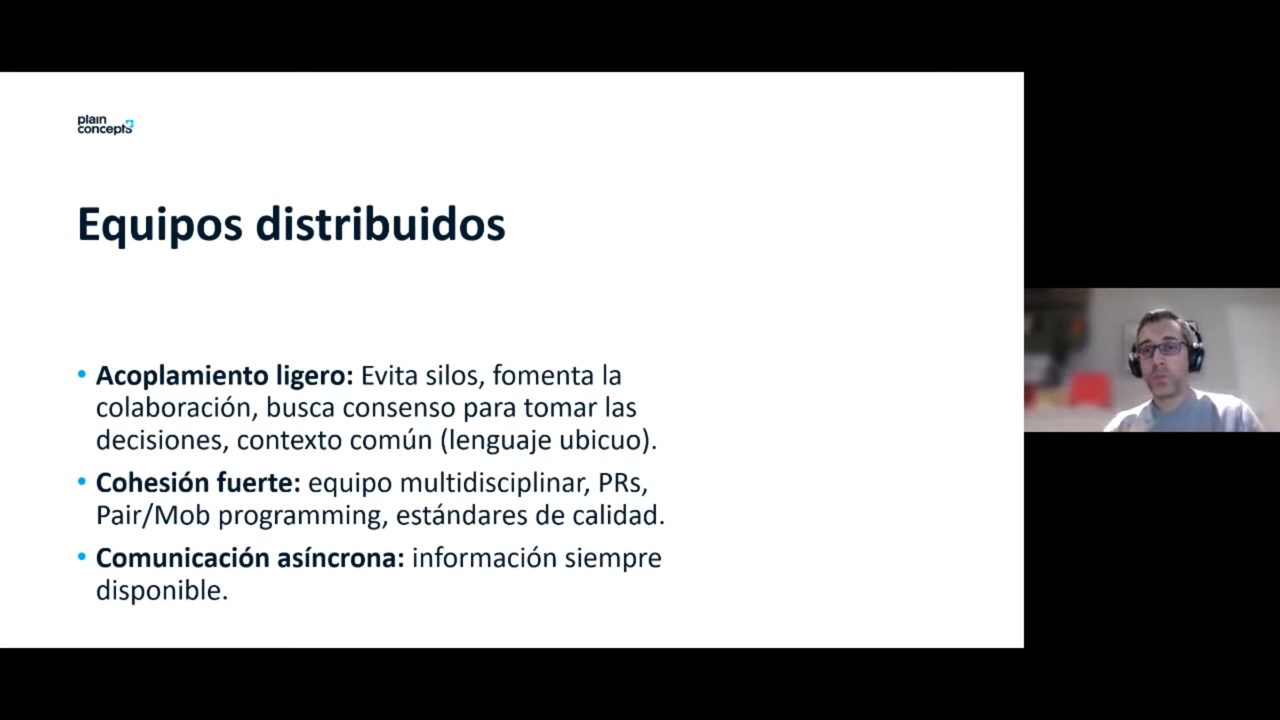 plain
concepts
Equipos distribuidos
• Acoplamiento ligero: Evita silos, fomenta la
colaboración, busca consenso para tomar las
decisiones, contexto común (lenguaje ubicuo).
• Cohesión fuerte: equipo multidisciplinar, PRs,
Pair/Mob programming, estándares de calidad.
• Comunicación asíncrona: información siempre
disponible.